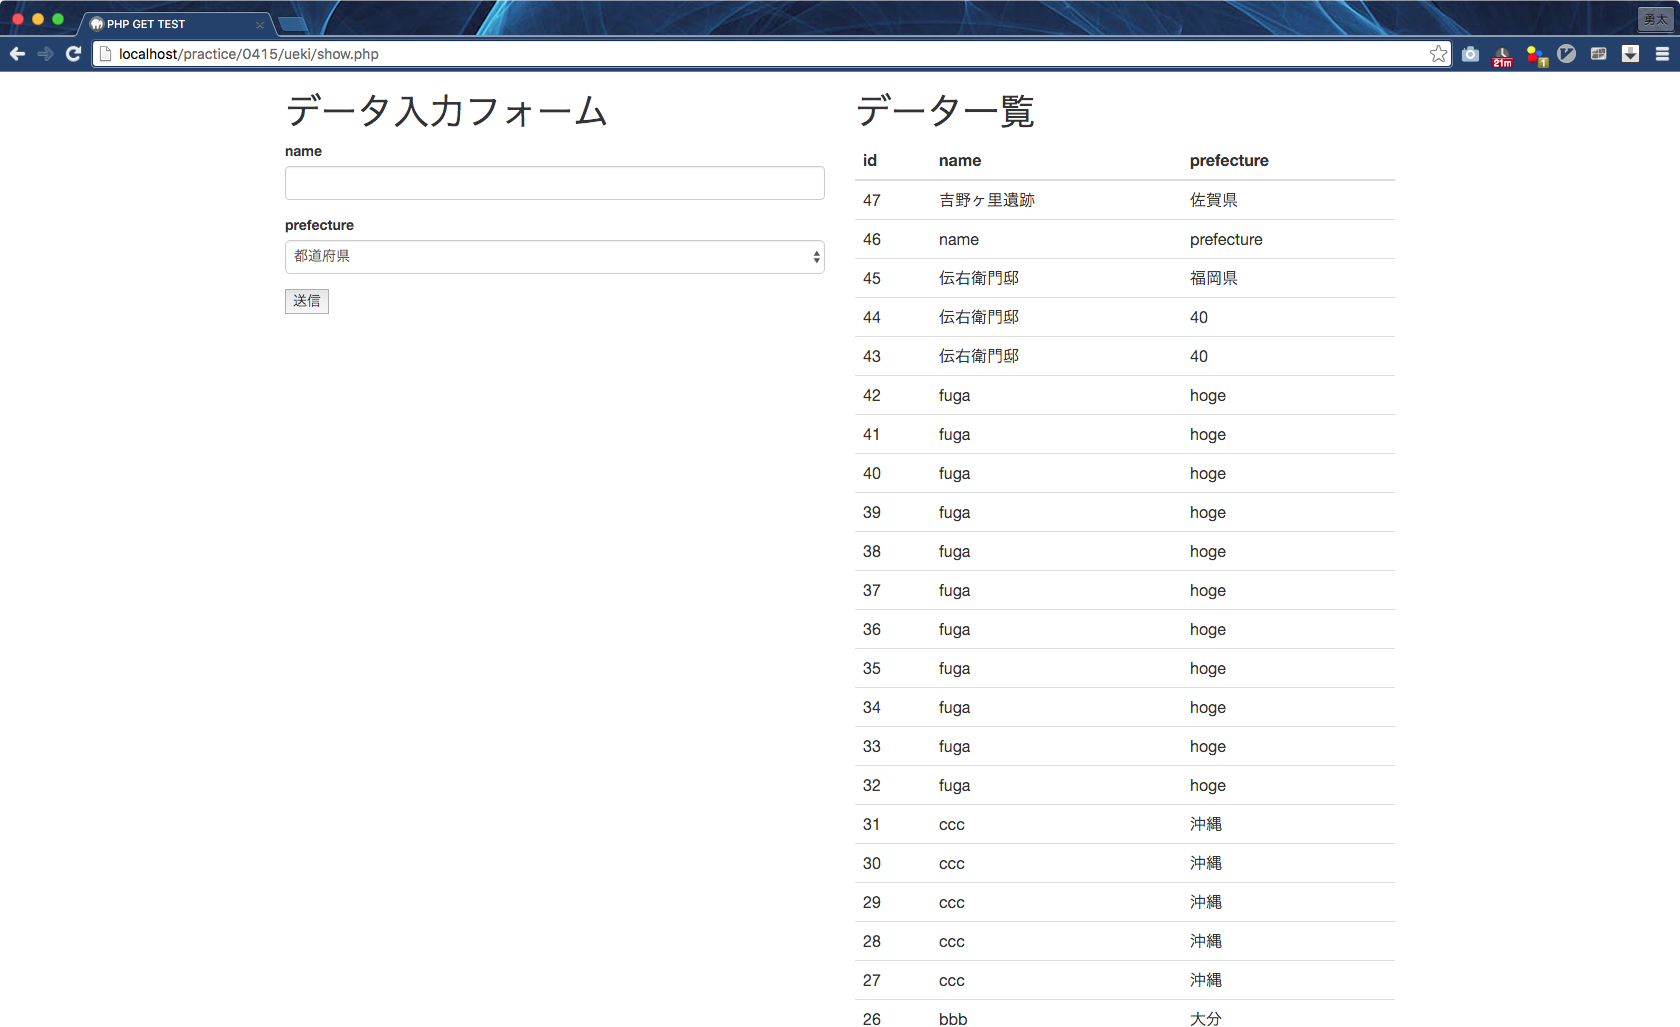 PHP GET TEST
勇太
localhost/practice/0415/ueki/show.php
21m
1
データ入力フォーム
name
prefecture
都道府県
送信
データ一覧
id name prefecture
47 吉野ヶ里遺跡 佐賀県
46 name prefecture
45 伝右衛門邸 福岡県
44 伝右衛門邸 40
43 伝右衛門邸 40
42 fuga hoge
41 fuga hoge
40 fuga hoge
39 fuga hoge
38 fuga hoge
37 fuga hoge
36 fuga hoge
35 fuga hoge
34 fuga hoge
33 fuga hoge
32 fuga hoge
31 ccc 沖縄
30 ccc 沖縄
29 ccc 沖縄
28 ccc 沖縄
27 ccc 沖縄
26 bbb 大分